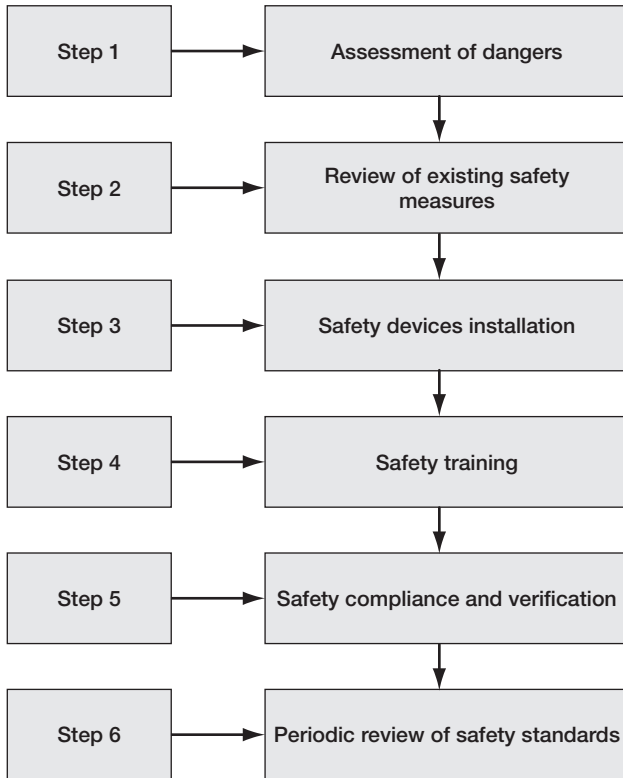 Step 1
Assessment of dangers
Step 2
Review of existing safety
measures
Step 3
Safety devices installation
Step 4
Safety training
Step 5
Safety compliance and verification
Step 6
Periodic review of safety standards